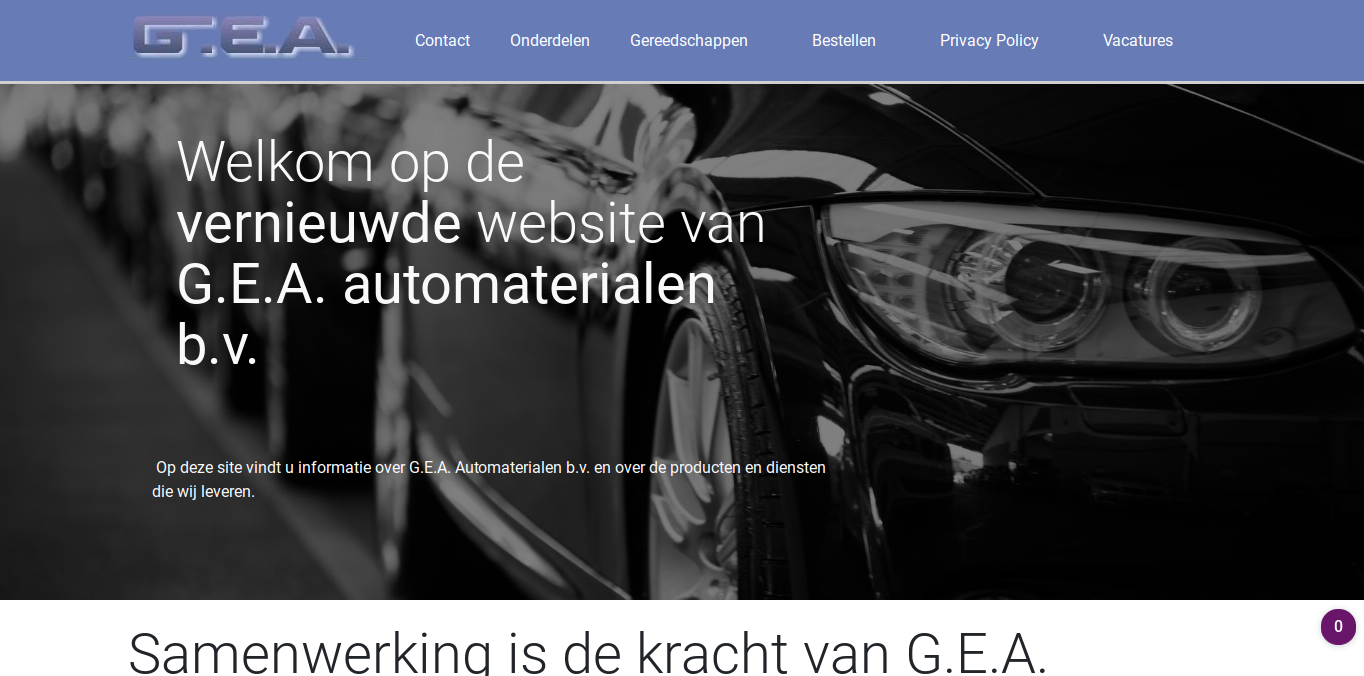 G.E.A.
Contact
Onderdelen
Gereedschappen
Bestellen
Privacy Policy
Vacatures
Welkom op de
vernieuwde website van
G.E.A. automaterialen
b.v.
Op deze site vindt u informatie over G.E.A. Automaterialen b.v. en over de producten en diensten
die wij leveren.
0
Samenwerking is de kracht van G.E.A.